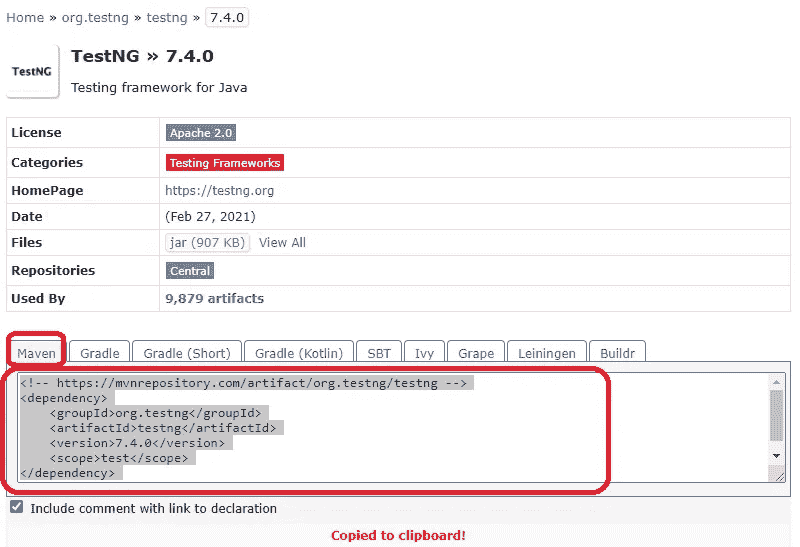 Home » org.testng » testng » 7.4.0
TestNG
TestNG » 7.4.0
Testing framework for Java
License Apache 2.0
Categories Testing Frameworks
HomePage https://testng.org
Date (Feb 27, 2021)
Files jar (907 KB) View All
Repositories Central
Used By 9,879 artifacts
Maven Gradle Gradle (Short) Gradle (Kotlin) SBT Ivy Grape Leiningen Buildr
<!-- https://mvnrepository.com/artifact/org.testng/testng -->
<dependency>
    <groupId>org.testng</groupId>
    <artifactId>testng</artifactId>
    <version>7.4.0</version>
    <scope>test</scope>
</dependency>
Include comment with link to declaration
Copied to clipboard!